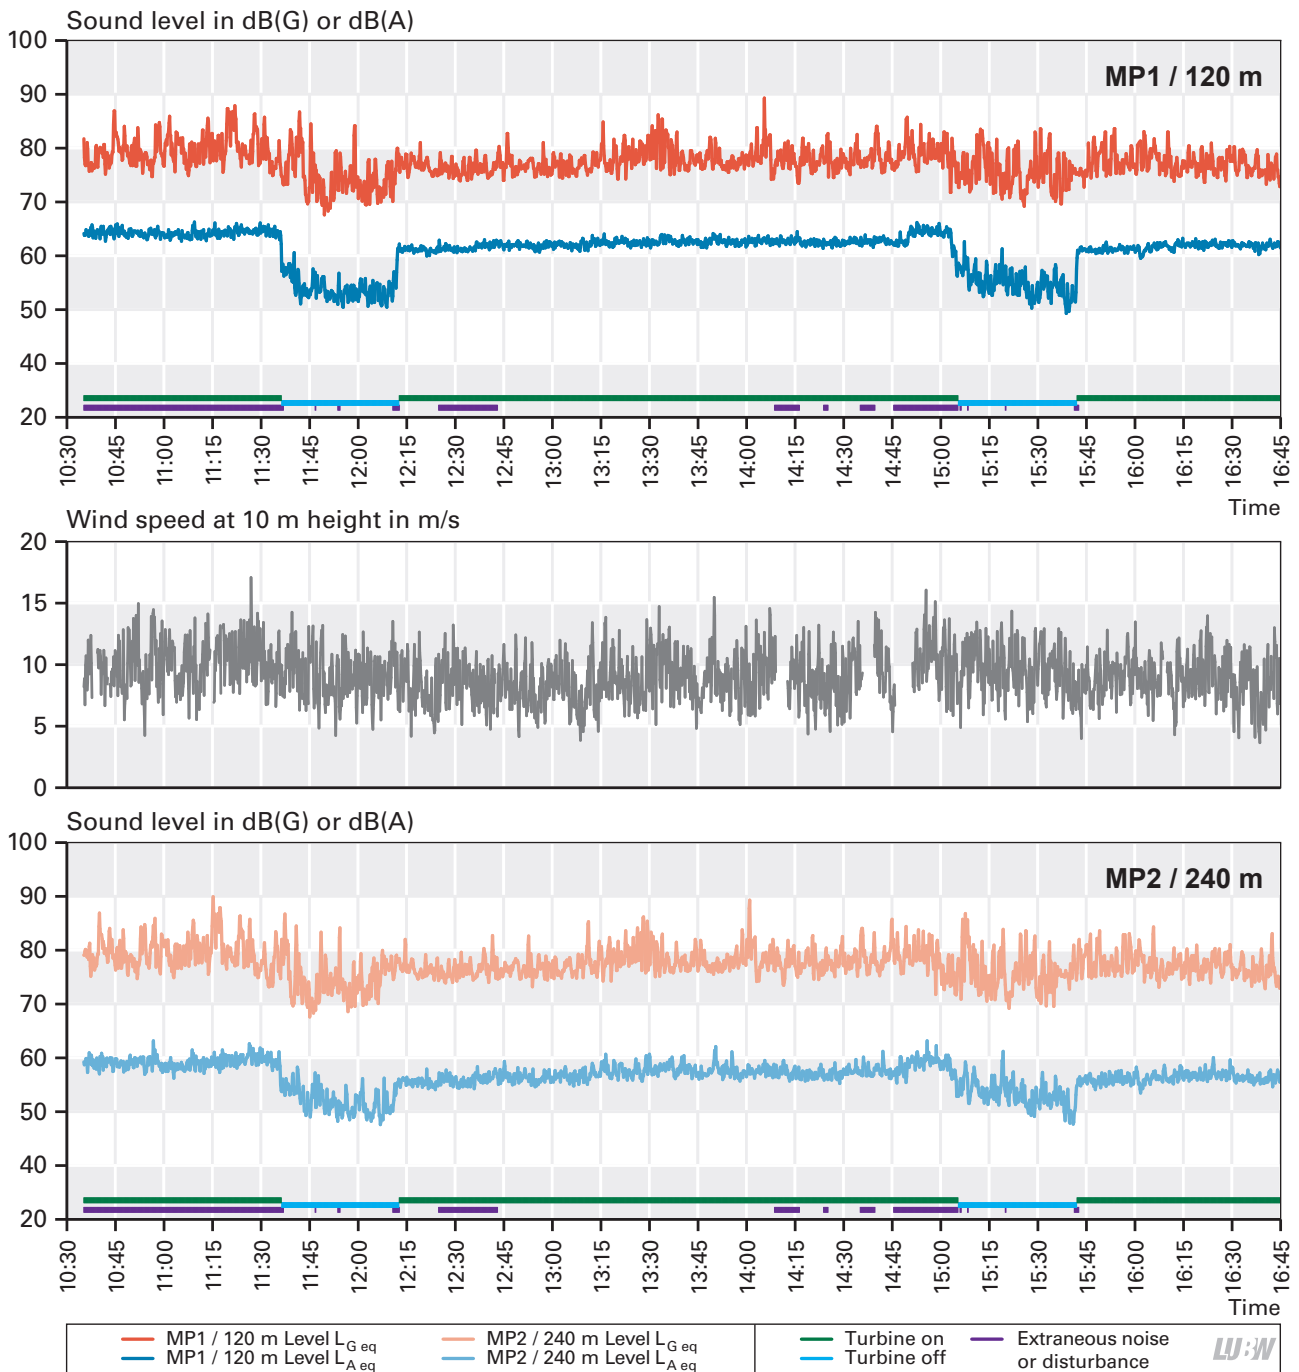 Sound level in dB(G) or dB(A)
100
90
80
70
60
50
40
20
MP1 / 120 m
10:30 10:45 11:00 11:15 11:30 11:45 12:00 12:15 12:30 12:45 13:00 13:15 13:30 13:45 14:00 14:15 14:30 14:45 15:00 15:15 15:30 15:45 16:00 16:15 16:30 16:45
Time
Wind speed at 10 m height in m/s
20
15
10
5
0
Sound level in dB(G) or dB(A)
100
90
80
70
60
50
40
20
MP2 / 240 m
10:30 10:45 11:00 11:15 11:30 11:45 12:00 12:15 12:30 12:45 13:00 13:15 13:30 13:45 14:00 14:15 14:30 14:45 15:00 15:15 15:30 15:45 16:00 16:15 16:30 16:45
Time
MP1 / 120 m Level L G eq
MP1 / 120 m Level L A eq
MP2 / 240 m Level L G eq
MP2 / 240 m Level L A eq
Turbine on
Turbine off
Extraneous noise
or disturbance
LUBW